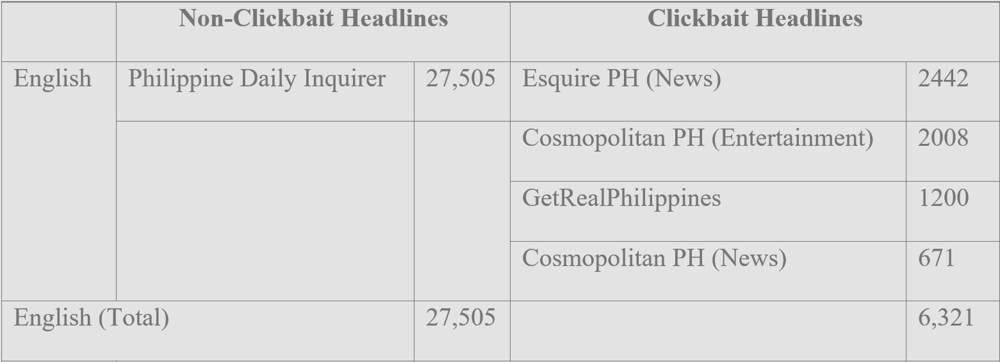 Non-Clickbait Headlines Clickbait Headlines
English Philippine Daily Inquirer 27,505 Esquire PH (News) 2442
Cosmopolitan PH (Entertainment) 2008
GetRealPhilippines 1200
Cosmopolitan PH (News) 671
English (Total) 27,505 6,321